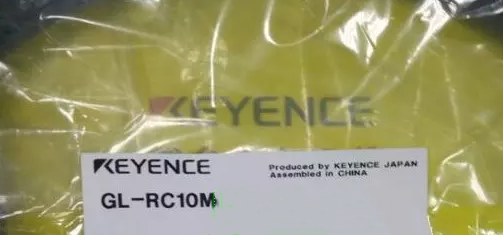 KEYENCE
KEYENCE
Produced by KEYENCE JAPAN
Assembled in CHINA
GL-RC10M